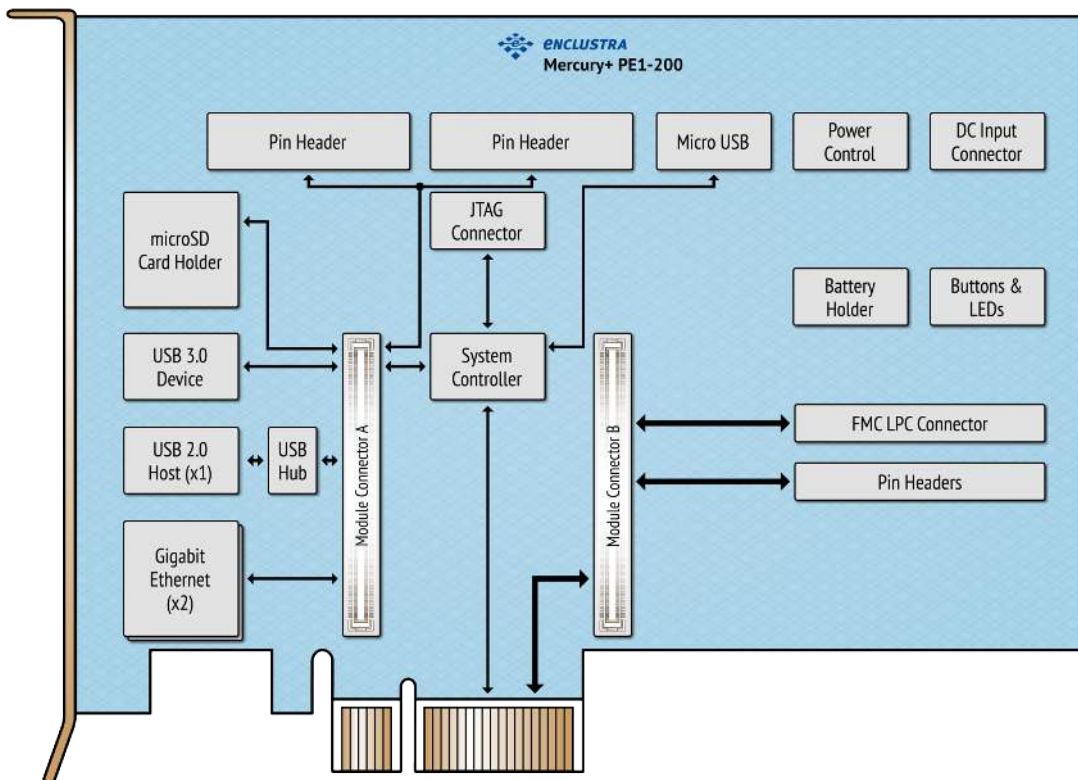 ENCLUSTRA
Mercury+ PE1-200
Pin Header
Pin Header
Micro USB
Power
Control
DC Input
Connector
microSD
Card Holder
JTAG
Connector
Battery
Holder
Buttons &
LEDs
USB 3.0
Device
Module Connector A
System
Controller
Module Connector B
FMC LPC Connector
USB 2.0
Host (x1)
USB
Hub
Pin Headers
Gigabit
Ethernet
(x2)